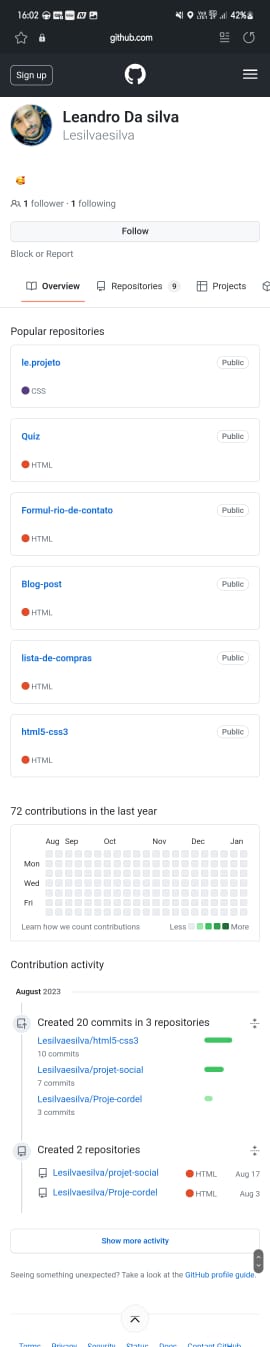 16:02
42%
github.com
Sign up
Leandro Da silva
Lesilvaesilva
1 follower · 1 following
Follow
Block or Report
Overview Repositories 9 Projects
Popular repositories
le.projeto Public
CSS
Quiz Public
HTML
Formul-rio-de-contato Public
HTML
Blog-post Public
HTML
lista-de-compras Public
HTML
html5-css3 Public
HTML
72 contributions in the last year
Aug Sep Oct Nov Dec Jan
Mon
Wed
Fri
Learn how we count contributions Less More
Contribution activity
August 2023
Created 20 commits in 3 repositories
Lesilvaesilva/html5-css3
10 commits
Lesilvaesilva/projet-social
7 commits
Lesilvaesilva/Proje-cordel
3 commits
Created 2 repositories
Lesilvaesilva/projet-social HTML Aug 17
Lesilvaesilva/Proje-cordel HTML Aug 3
Show more activity
Seeing something unexpected? Take a look at the GitHub profile guide.
Terms Privacy Security Status Docs Contact GitHub